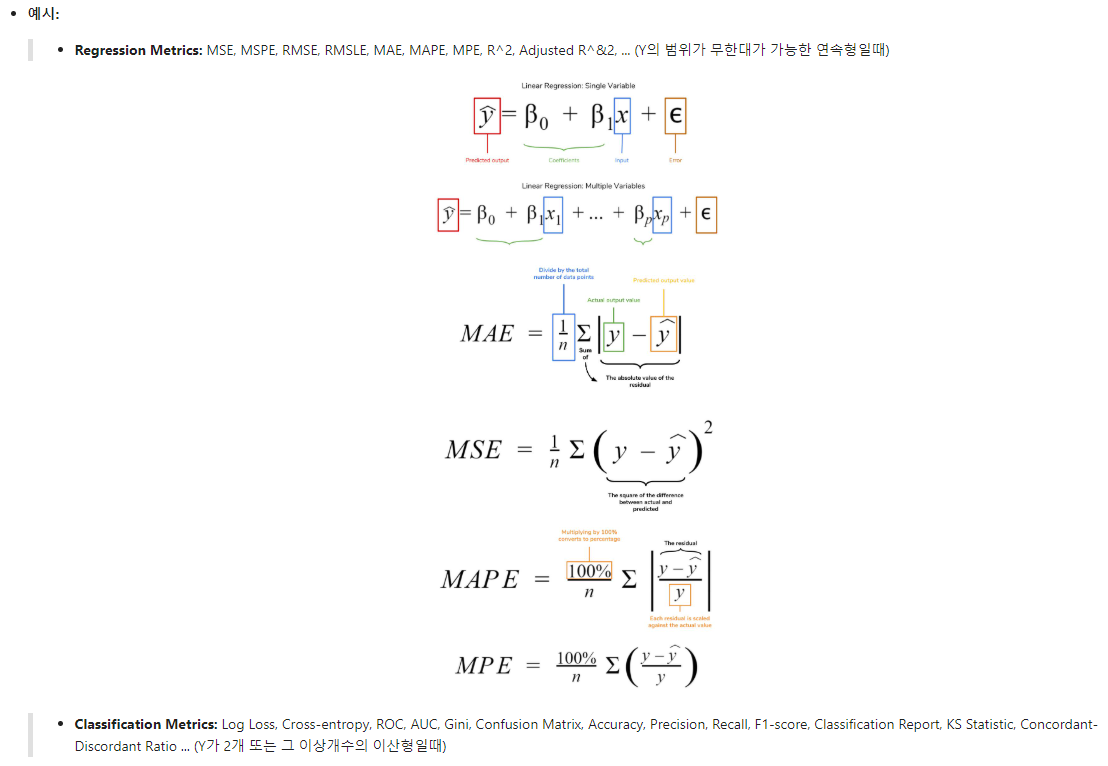 • 예시:
• Regression Metrics: MSE, MSPE, RMSE, RMSLE, MAE, MAPE, MPE, R^2, Adjusted R^&2, ... (Y의 범위가 무한대가 가능한 연속형일때)
Linear Regression: Single Variable
ŷ = β₀ + β₁x + ϵ
Predicted output Coefficients Input Error
Linear Regression: Multiple Variables
ŷ = β₀ + β₁x₁ + ... + βₚxₚ + ϵ
Divide by the total
number of data points
Predicted output value
Actual output value
MAE = 1/n Σ |y − ŷ|
Sum
of
The absolute value of the
residual
MSE = 1/n Σ (y − ŷ)²
The square of the difference
between actual and
predicted
Multiplying by 100%
converts to percentage
The residual
MAPE = 100%/n Σ |(y − ŷ)/y|
Each residual is scaled
against the actual value
MPE = 100%/n Σ ((y − ŷ)/y)
• Classification Metrics: Log Loss, Cross-entropy, ROC, AUC, Gini, Confusion Matrix, Accuracy, Precision, Recall, F1-score, Classification Report, KS Statistic, Concordant-
Discordant Ratio ... (Y가 2개 또는 그 이상개수의 이산형일때)